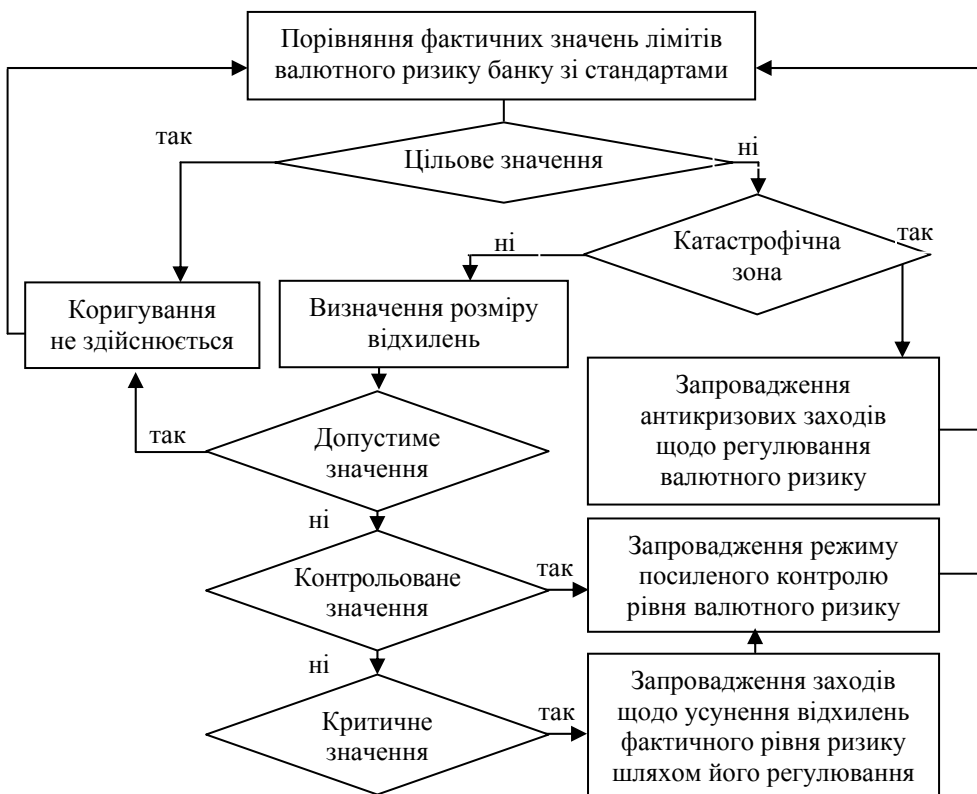 Порівняння фактичних значень лімітів
валютного ризику банку зі стандартами
так
Цільове значення
ні
Катастрофічна
зона
так
ні
Коригування
не здійснюється
Визначення розміру
відхилень
Запровадження
антикризових заходів
щодо регулювання
валютного ризику
так
Допустиме
значення
ні
Контрольоване
значення
так
Запровадження режиму
посиленого контролю
рівня валютного ризику
ні
Критичне
значення
так
Запровадження заходів
щодо усунення відхилень
фактичного рівня ризику
шляхом його регулювання